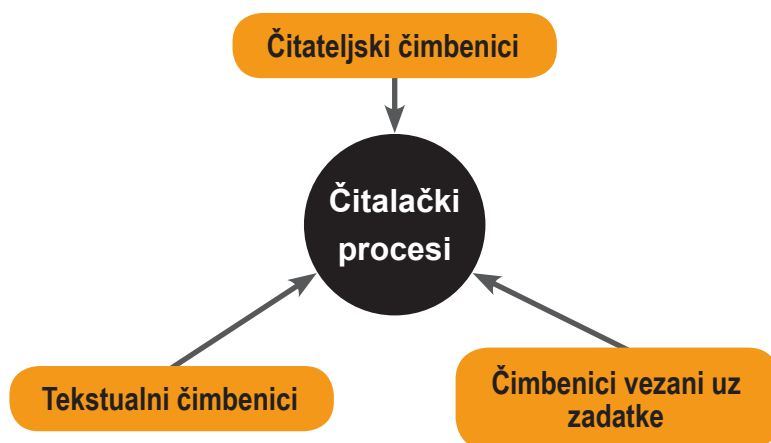 Čitateljski čimbenici
Čitalački
procesi
Tekstualni čimbenici
Čimbenici vezani uz
zadatke